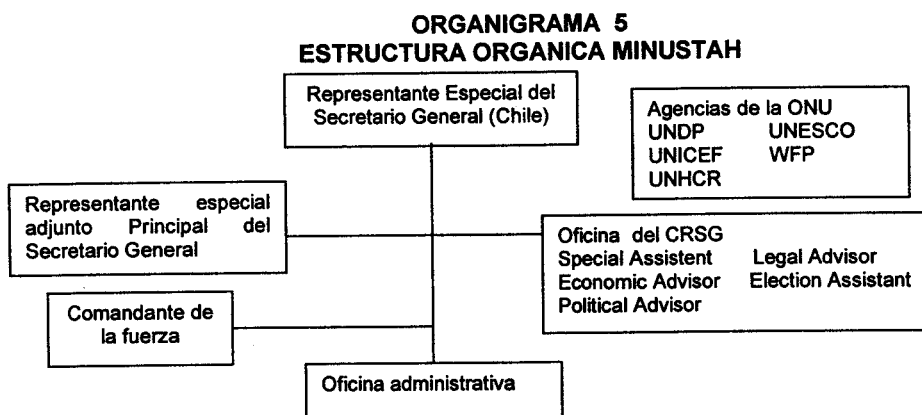 ORGANIGRAMA 5
ESTRUCTURA ORGANICA MINUSTAH
Representante Especial del
Secretario General (Chile)
Agencias de la ONU
UNDP UNESCO
UNICEF WFP
UNHCR
Representante especial
adjunto Principal del
Secretario General
Oficina del CRSG
Special Assistent Legal Advisor
Economic Advisor Election Assistant
Political Advisor
Comandante de
la fuerza
Oficina administrativa